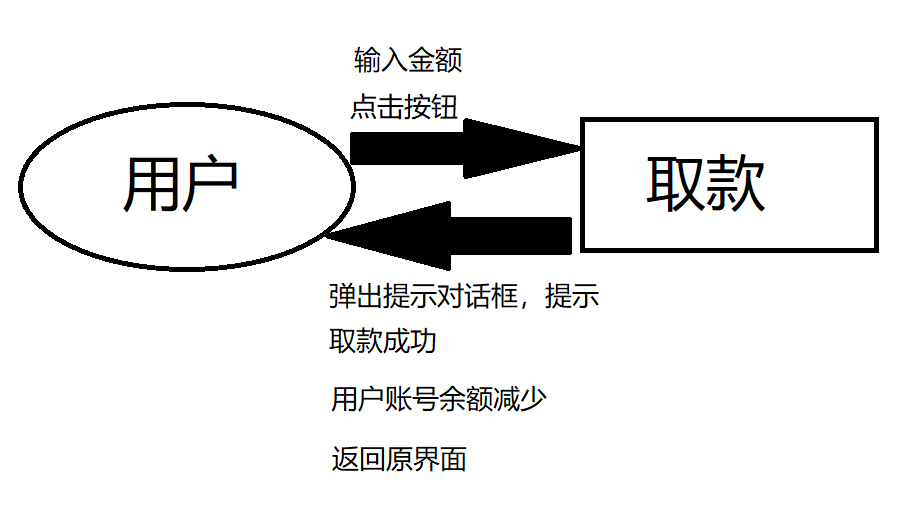 输入金额
点击按钮
用户
取款
弹出提示对话框，提示
取款成功
用户账号余额减少
返回原界面